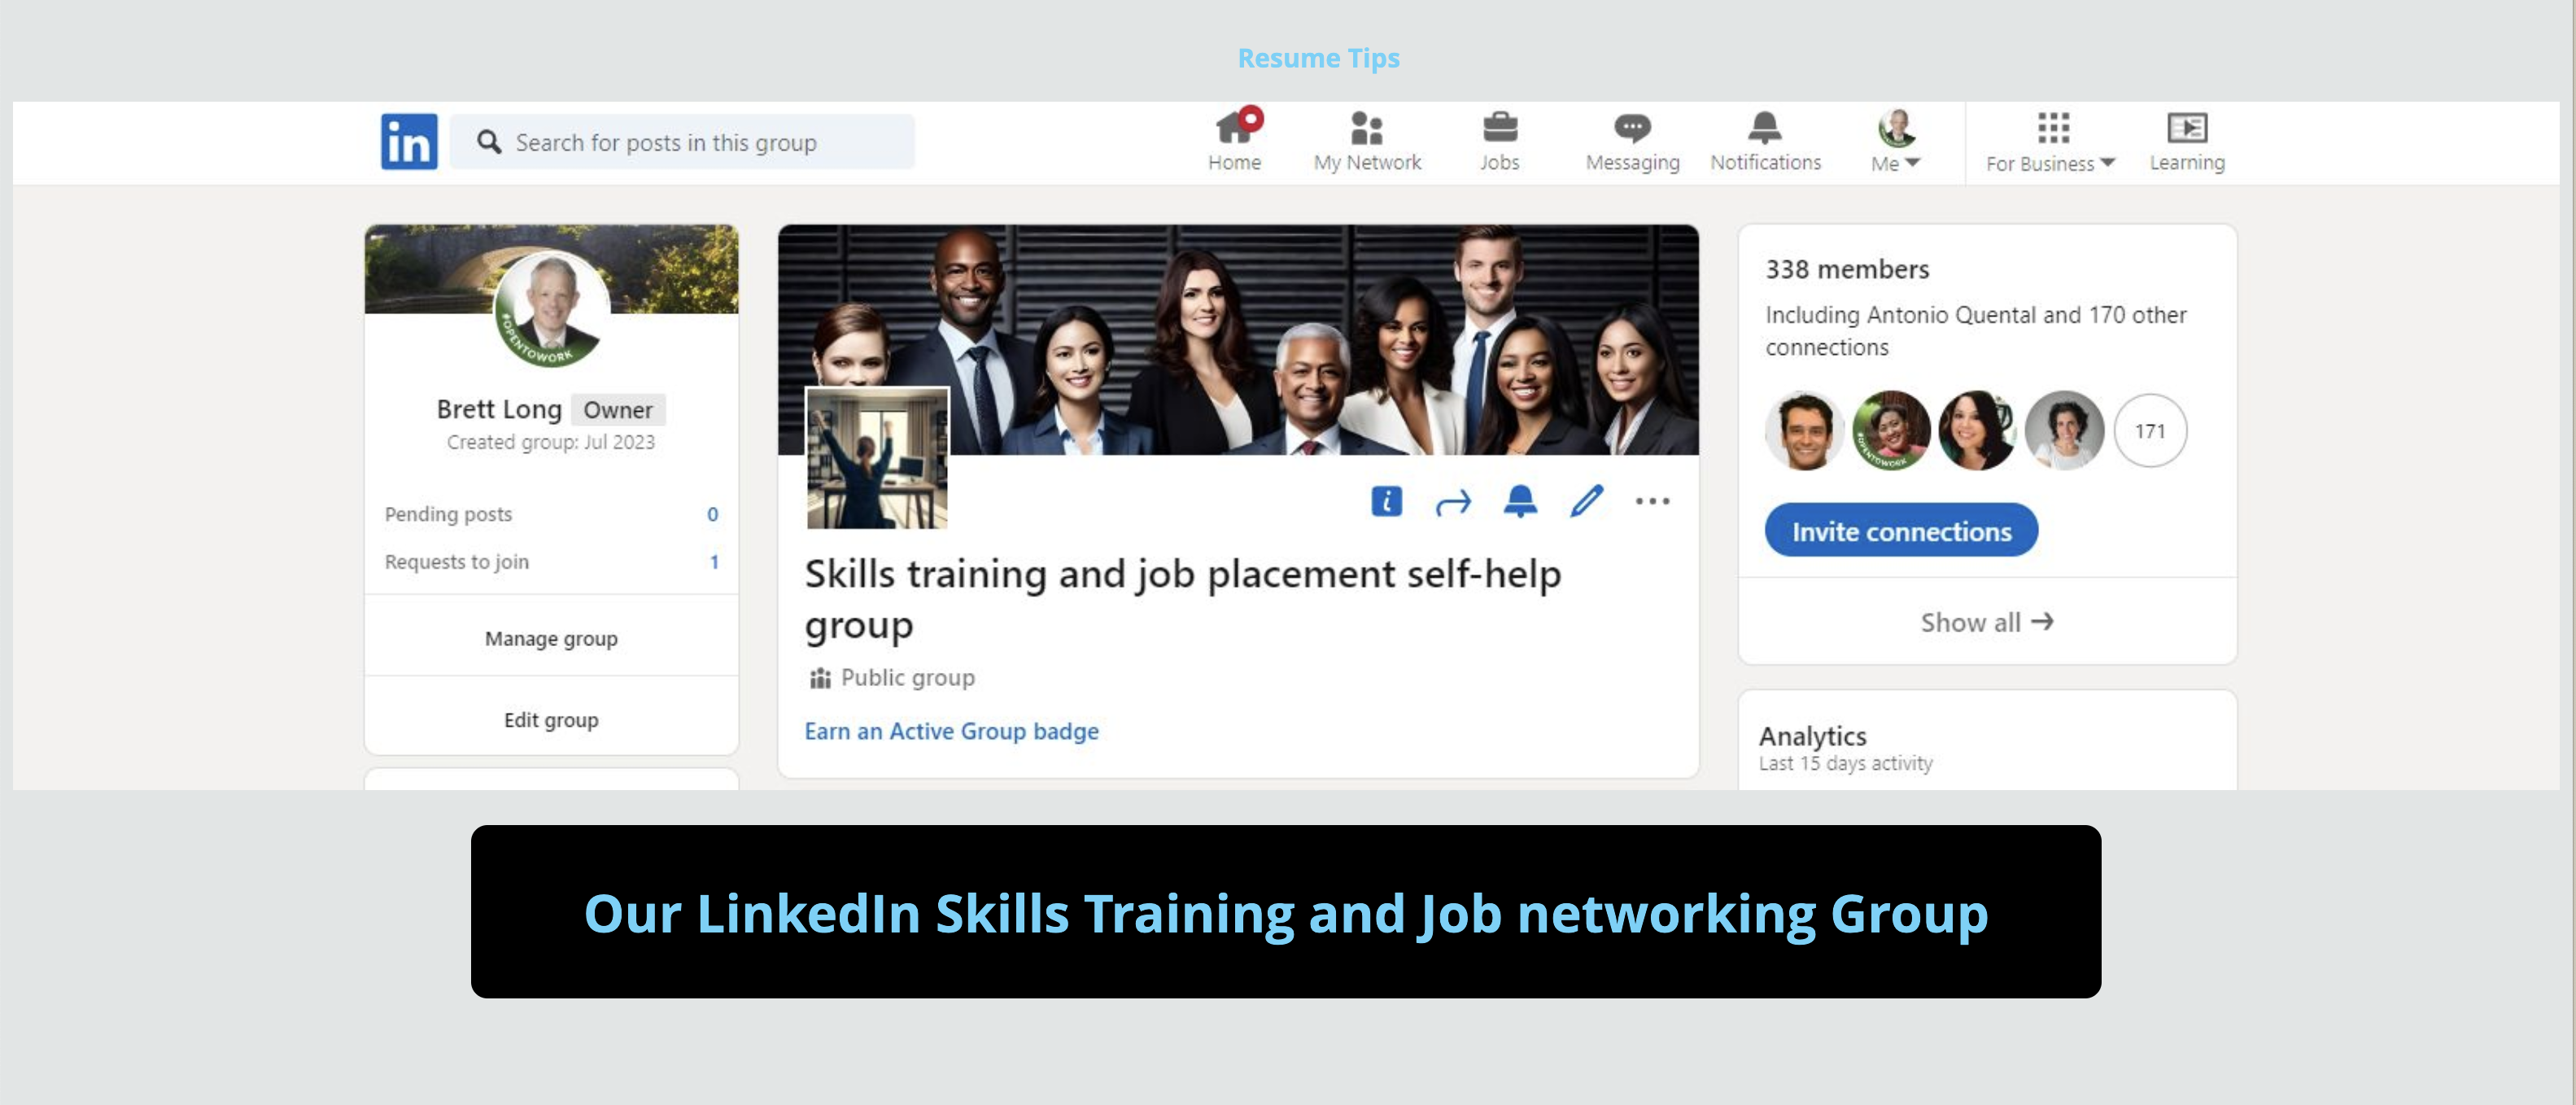 Resume Tips
in
Search for posts in this group
Home
My Network
Jobs
Messaging
Notifications
Me
For Business
Learning
#OPENTOWORK
Brett Long Owner
Created group: Jul 2023
Pending posts 0
Requests to join 1
Manage group
Edit group
i
Skills training and job placement self-help
group
Public group
Earn an Active Group badge
338 members
Including Antonio Quental and 170 other
connections
#OPENTOWORK
171
Invite connections
Show all →
Analytics
Last 15 days activity
Our LinkedIn Skills Training and Job networking Group